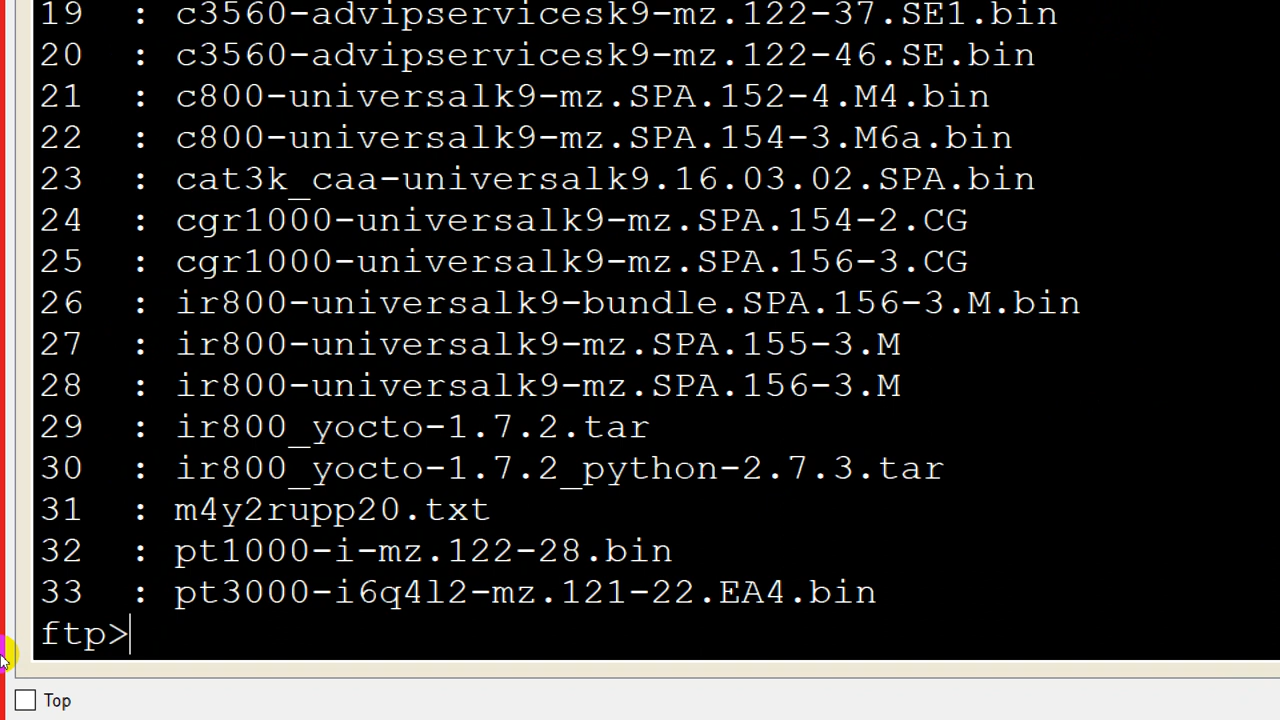 19 : c3560-advipservicesk9-mz.122-37.SE1.bin
20 : c3560-advipservicesk9-mz.122-46.SE.bin
21 : c800-universalk9-mz.SPA.152-4.M4.bin
22 : c800-universalk9-mz.SPA.154-3.M6a.bin
23 : cat3k_caa-universalk9.16.03.02.SPA.bin
24 : cgr1000-universalk9-mz.SPA.154-2.CG
25 : cgr1000-universalk9-mz.SPA.156-3.CG
26 : ir800-universalk9-bundle.SPA.156-3.M.bin
27 : ir800-universalk9-mz.SPA.155-3.M
28 : ir800-universalk9-mz.SPA.156-3.M
29 : ir800_yocto-1.7.2.tar
30 : ir800_yocto-1.7.2_python-2.7.3.tar
31 : m4y2rupp20.txt
32 : pt1000-i-mz.122-28.bin
33 : pt3000-i6q4l2-mz.121-22.EA4.bin
ftp>
Top